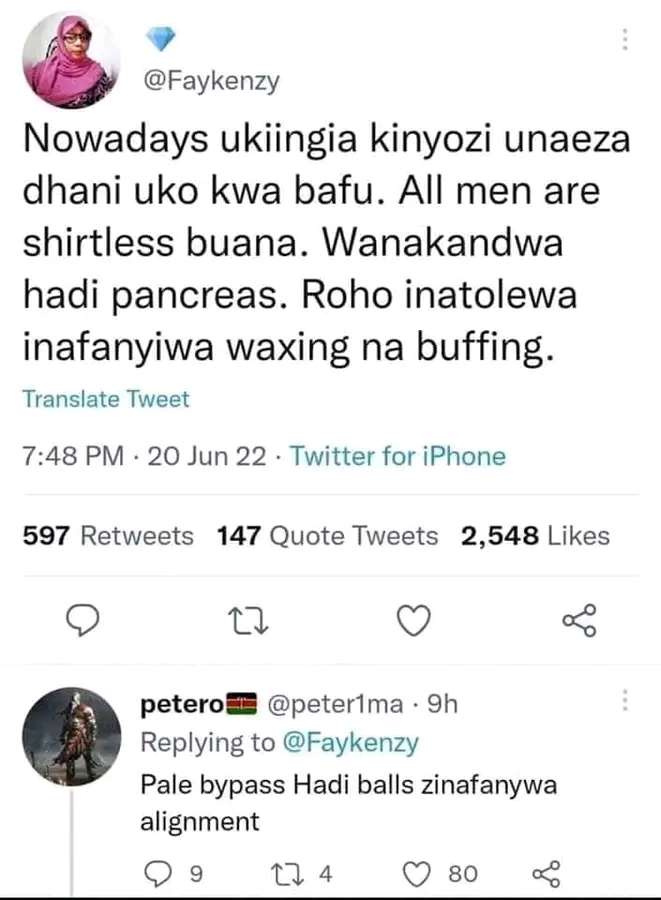 @Faykenzy
Nowadays ukiingia kinyozi unaeza
dhani uko kwa bafu. All men are
shirtless buana. Wanakandwa
hadi pancreas. Roho inatolewa
inafanyiwa waxing na buffing.
Translate Tweet
7:48 PM · 20 Jun 22 · Twitter for iPhone
597 Retweets 147 Quote Tweets 2,548 Likes
petero @peter1ma · 9h
Replying to @Faykenzy
Pale bypass Hadi balls zinafanywa
alignment
9 4 80